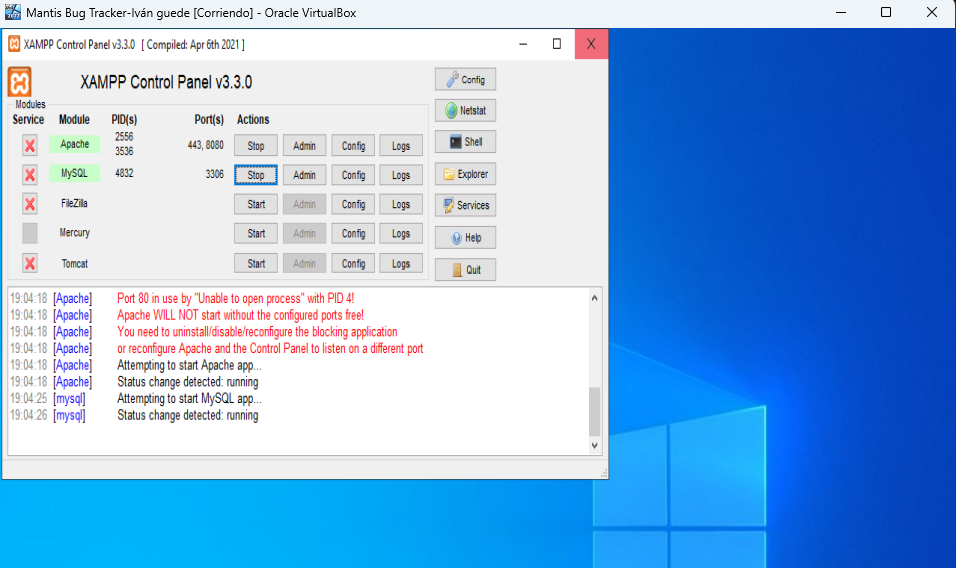 Mantis Bug Tracker-Iván guede [Corriendo] - Oracle VirtualBox
XAMPP Control Panel v3.3.0 [ Compiled: Apr 6th 2021 ]
XAMPP Control Panel v3.3.0
Config
Modules
Service Module PID(s) Port(s) Actions
Netstat
Apache 2556 3536 443, 8080 Stop Admin Config Logs
Shell
MySQL 4832 3306 Stop Admin Config Logs
Explorer
FileZilla Start Admin Config Logs
Services
Mercury Start Admin Config Logs
Help
Tomcat Start Admin Config Logs
Quit
19:04:18 [Apache] Port 80 in use by "Unable to open process" with PID 4!
19:04:18 [Apache] Apache WILL NOT start without the configured ports free!
19:04:18 [Apache] You need to uninstall/disable/reconfigure the blocking application
19:04:18 [Apache] or reconfigure Apache and the Control Panel to listen on a different port
19:04:18 [Apache] Attempting to start Apache app...
19:04:18 [Apache] Status change detected: running
19:04:25 [mysql] Attempting to start MySQL app...
19:04:26 [mysql] Status change detected: running